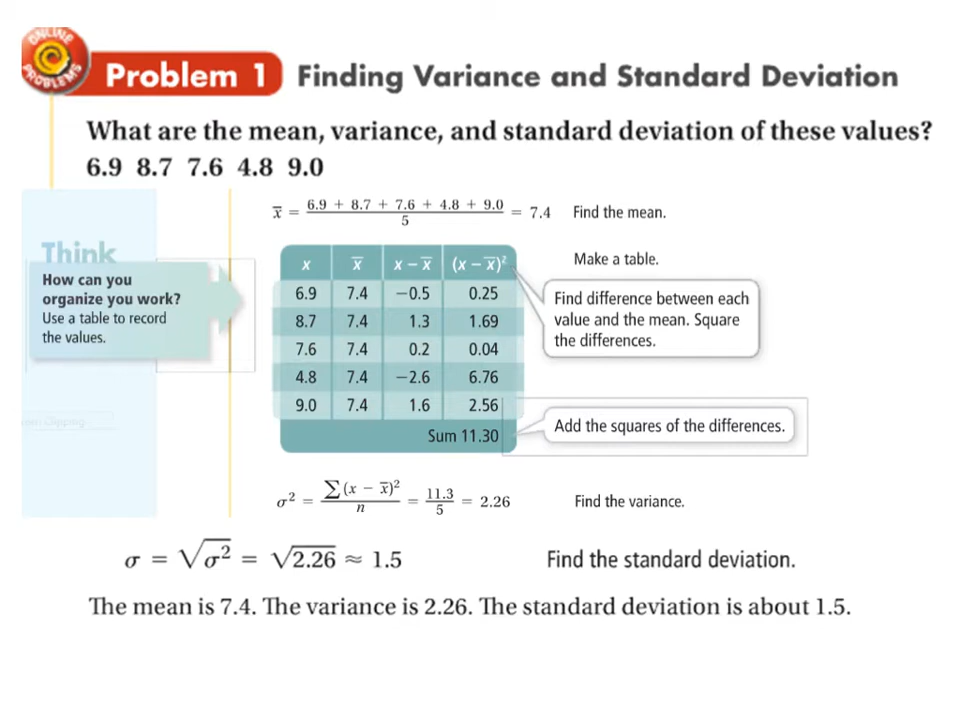 ONLINE PROBLEMS
Problem 1 Finding Variance and Standard Deviation
What are the mean, variance, and standard deviation of these values?
6.9 8.7 7.6 4.8 9.0
x̅ = (6.9 + 8.7 + 7.6 + 4.8 + 9.0)/5 = 7.4 Find the mean.
Think
How can you
organize you work?
Use a table to record
the values.
Make a table.
x x̅ x − x̅ (x − x̅)²
6.9 7.4 −0.5 0.25
8.7 7.4 1.3 1.69
7.6 7.4 0.2 0.04
4.8 7.4 −2.6 6.76
9.0 7.4 1.6 2.56
Sum 11.30
Find difference between each
value and the mean. Square
the differences.
Add the squares of the differences.
σ² = ∑(x − x̅)²/n = 11.3/5 = 2.26 Find the variance.
σ = √σ² = √2.26 ≈ 1.5 Find the standard deviation.
The mean is 7.4. The variance is 2.26. The standard deviation is about 1.5.